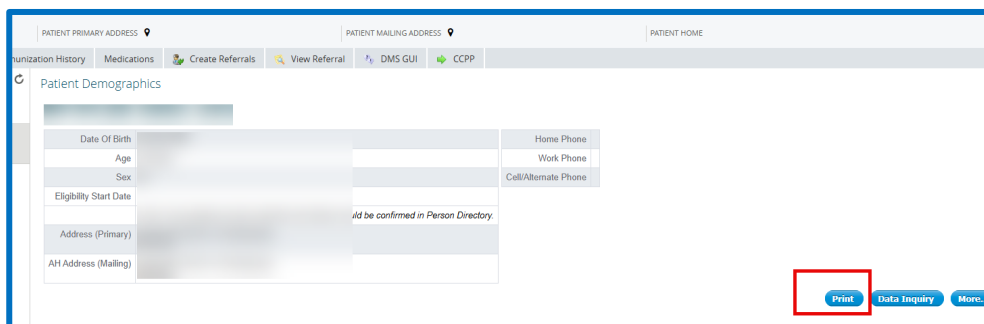 PATIENT PRIMARY ADDRESS PATIENT MAILING ADDRESS PATIENT HOME
munization History Medications Create Referrals View Referral DMS GUI CCPP
Patient Demographics
Date Of Birth Home Phone
Age Work Phone
Sex Cell/Alternate Phone
Eligibility Start Date
uld be confirmed in Person Directory.
Address (Primary)
AH Address (Mailing)
Print Data Inquiry More..